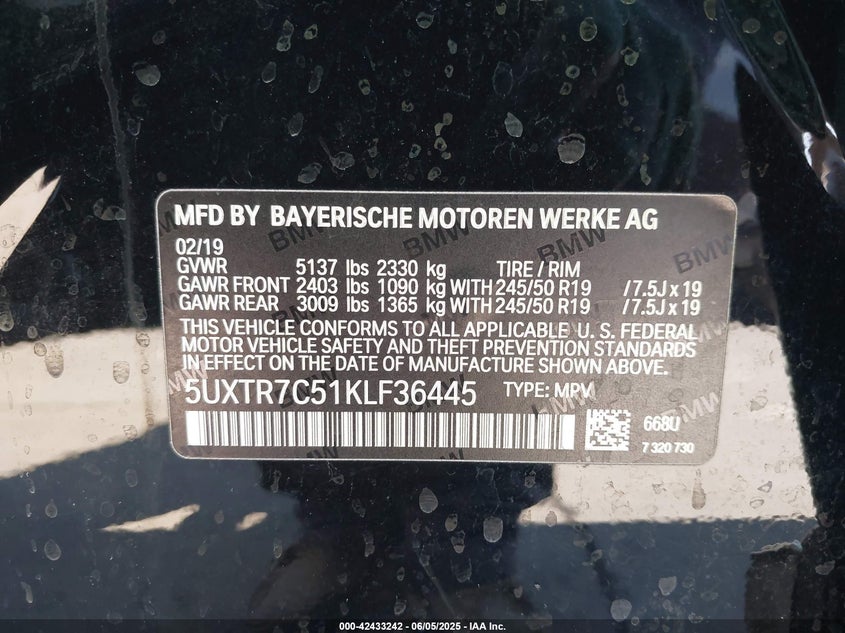 MFD BY BAYERISCHE MOTOREN WERKE AG
02/19
GVWR 5137 lbs 2330 kg TIRE / RIM
GAWR FRONT 2403 lbs 1090 kg WITH 245/50 R19 /7.5J x 19
GAWR REAR 3009 lbs 1365 kg WITH 245/50 R19 /7.5J x 19
THIS VEHICLE CONFORMS TO ALL APPLICABLE U. S. FEDERAL
MOTOR VEHICLE SAFETY AND THEFT PREVENTION STANDARDS
IN EFFECT ON THE DATE OF MANUFACTURE SHOWN ABOVE.
5UXTR7C51KLF36445 TYPE: MPV
668U
7 320 730
000-42433242 - 06/05/2025 - IAA Inc.